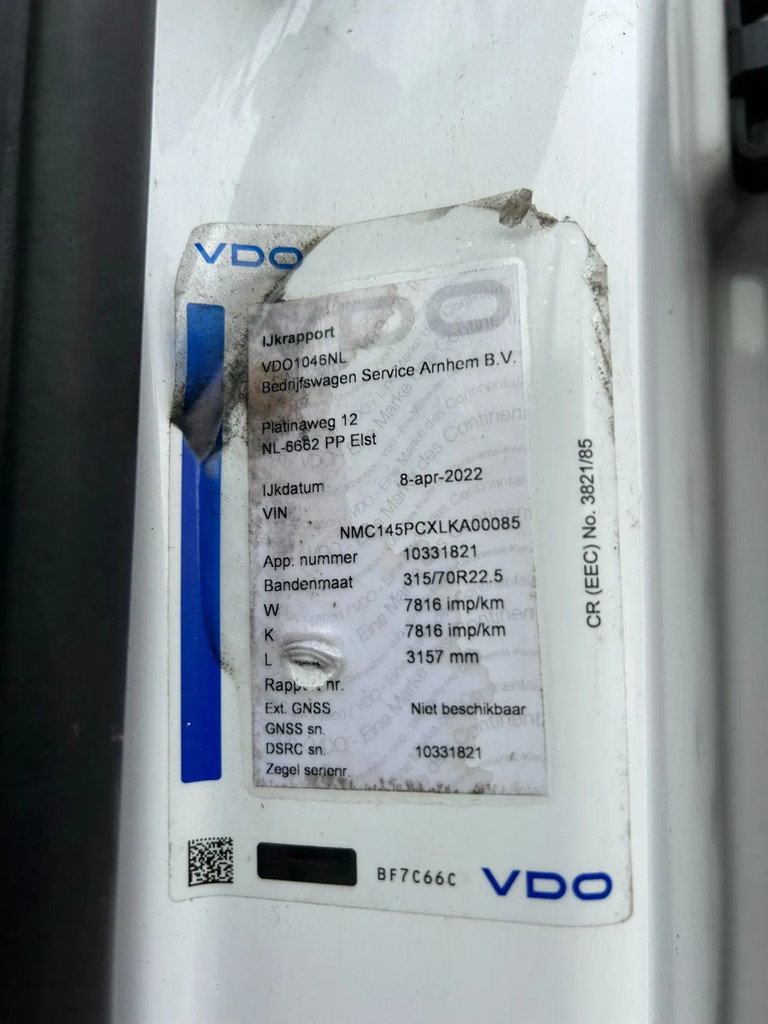 VDO
IJkrapport
VDO1046NL
Bedrijfswagen Service Arnhem B.V.
Platinaweg 12
NL-6662 PP Elst
IJkdatum 8-apr-2022
VIN
NMC145PCXLKA00085
App. nummer 10331821
Bandenmaat 315/70R22.5
W 7816 imp/km
K 7816 imp/km
L 3157 mm
Rapport nr.
Ext. GNSS Niet beschikbaar
GNSS sn.
DSRC sn. 10331821
Zegel serienr.
CR (EEC) No. 3821/85
BF7C66C
VDO